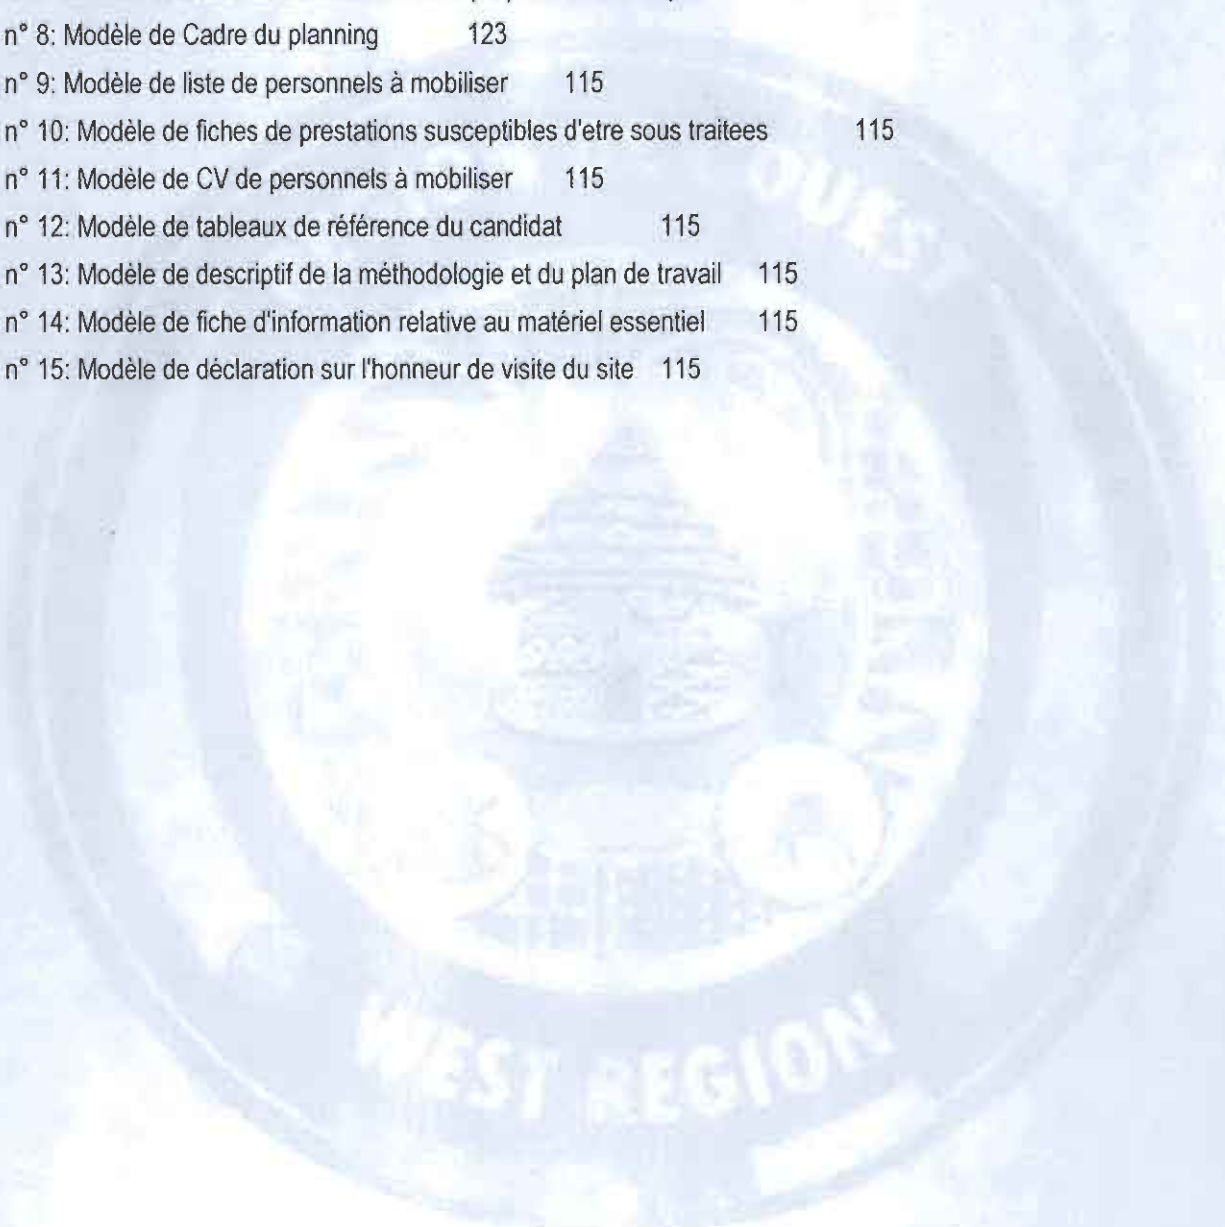 n° 8: Modèle de Cadre du planning 123
n° 9: Modèle de liste de personnels à mobiliser 115
n° 10: Modèle de fiches de prestations susceptibles d'etre sous traitees 115
n° 11: Modèle de CV de personnels à mobiliser 115
n° 12: Modèle de tableaux de référence du candidat 115
n° 13: Modèle de descriptif de la méthodologie et du plan de travail 115
n° 14: Modèle de fiche d'information relative au matériel essentiel 115
n° 15: Modèle de déclaration sur l'honneur de visite du site 115
OUEST
WEST REGION